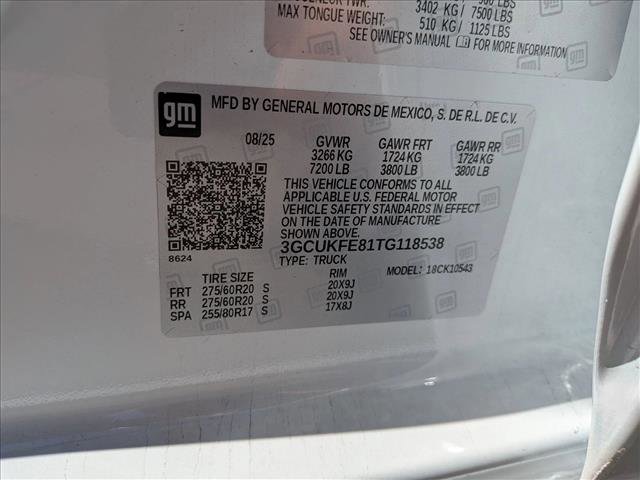 3402 KG / 7500 LBS
MAX TONGUE WEIGHT: 510 KG / 1125 LBS
SEE OWNER'S MANUAL FOR MORE INFORMATION
gm MFD BY GENERAL MOTORS DE MEXICO, S. DE R.L. DE C.V.
08/25 GVWR GAWR FRT GAWR RR
3266 KG 1724 KG 1724 KG
7200 LB 3800 LB 3800 LB
THIS VEHICLE CONFORMS TO ALL
APPLICABLE U.S. FEDERAL MOTOR
VEHICLE SAFETY STANDARDS IN EFFECT
ON THE DATE OF MANUFACTURE
SHOWN ABOVE.
3GCUKFE81TG118538
8624
TYPE: TRUCK MODEL: 18CK10543
TIRE SIZE RIM
FRT 275/60R20 S 20X9J
RR 275/60R20 S 20X9J
SPA 255/80R17 S 17X8J